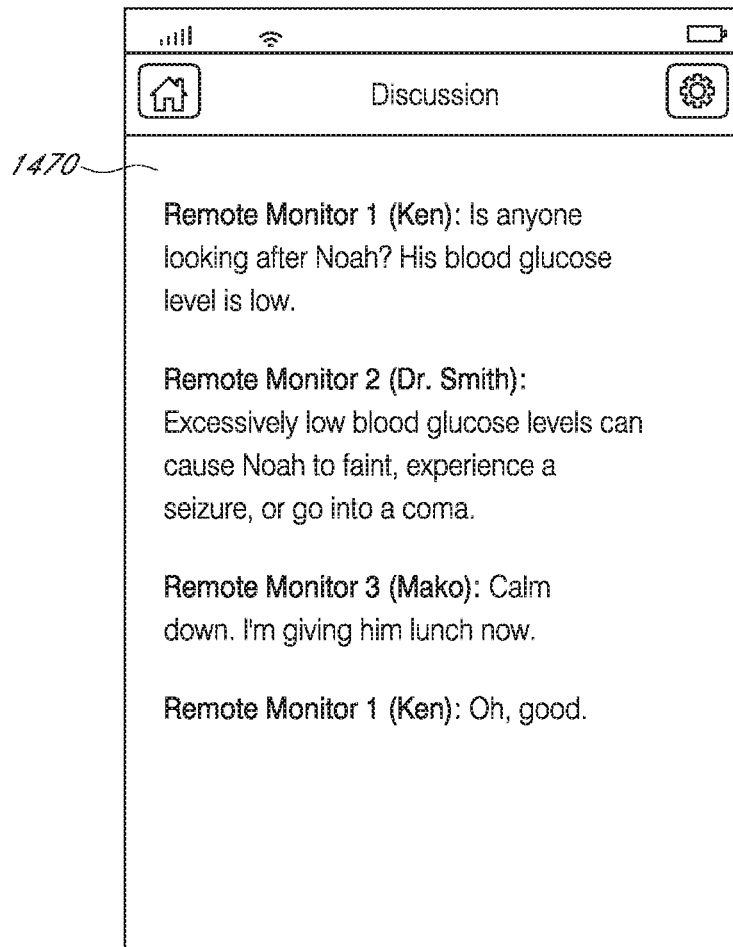 Discussion
1470
Remote Monitor 1 (Ken): Is anyone
looking after Noah? His blood glucose
level is low.
Remote Monitor 2 (Dr. Smith):
Excessively low blood glucose levels can
cause Noah to faint, experience a
seizure, or go into a coma.
Remote Monitor 3 (Mako): Calm
down. I'm giving him lunch now.
Remote Monitor 1 (Ken): Oh, good.